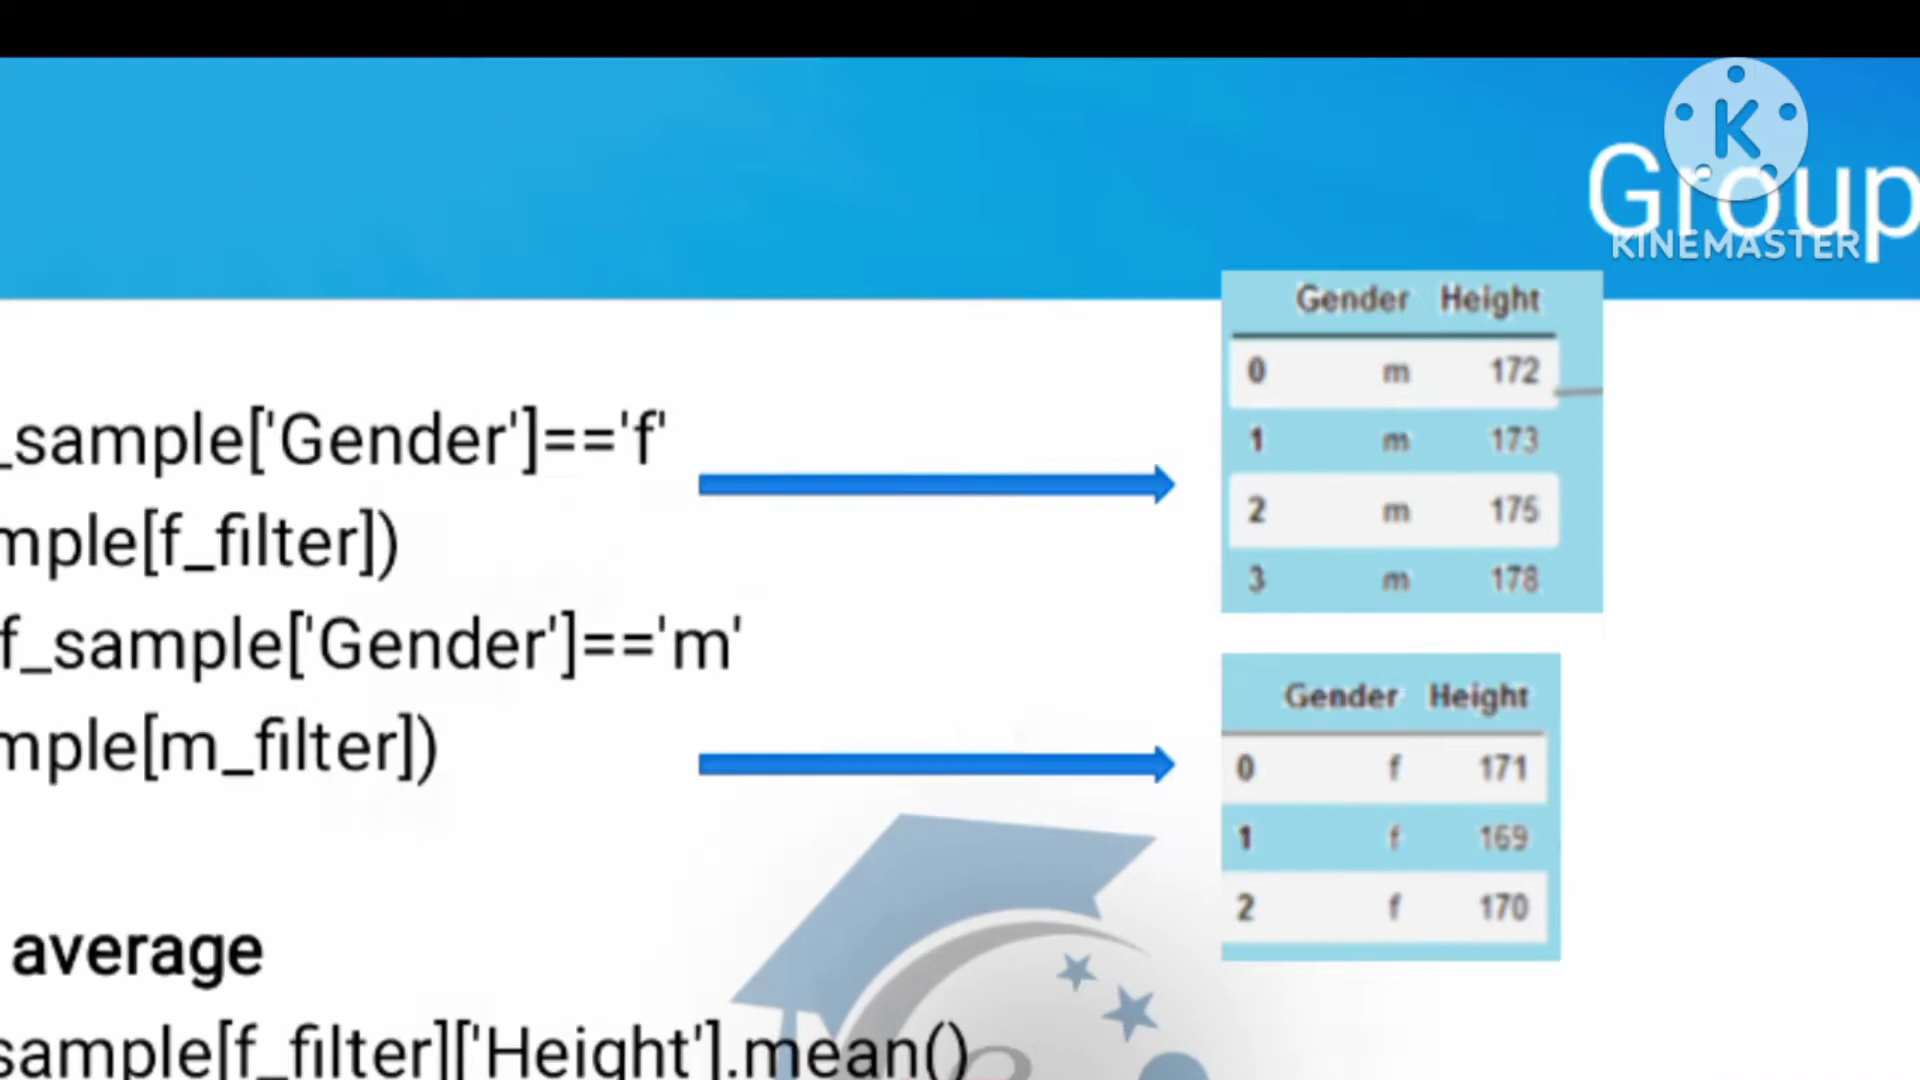 Group
KINEMASTER
_sample['Gender']=='f'
mple[f_filter])
f_sample['Gender']=='m'
mple[m_filter])
average
sample[f_filter]['Height'].mean()
Gender Height
0 m 172
1 m 173
2 m 175
3 m 178
Gender Height
0 f 171
1 f 169
2 f 170